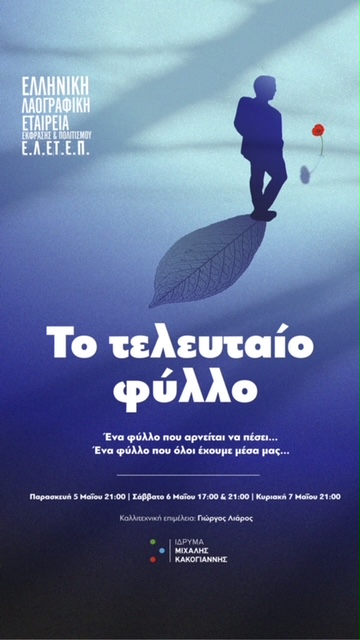 ΕΛΛΗΝΙΚΗ
ΛΑΟΓΡΑΦΙΚΗ
ΕΤΑΙΡΕΙΑ
ΕΚΦΡΑΣΗΣ & ΠΟΛΙΤΙΣΜΟΥ
Ε.Λ.Ε.Τ.Ε.Π.
Το τελευταίο
φύλλο
Ένα φύλλο που αρνείται να πέσει...
Ένα φύλλο που όλοι έχουμε μέσα μας...
Παρασκευή 5 Μαΐου 21:00 | Σάββατο 6 Μαΐου 17:00 & 21:00 | Κυριακή 7 Μαΐου 21:00
Καλλιτεχνική επιμέλεια: Γιώργος Λιάρος
ΙΔΡΥΜΑ
ΜΙΧΑΛΗΣ
ΚΑΚΟΓΙΑΝΝΗΣ